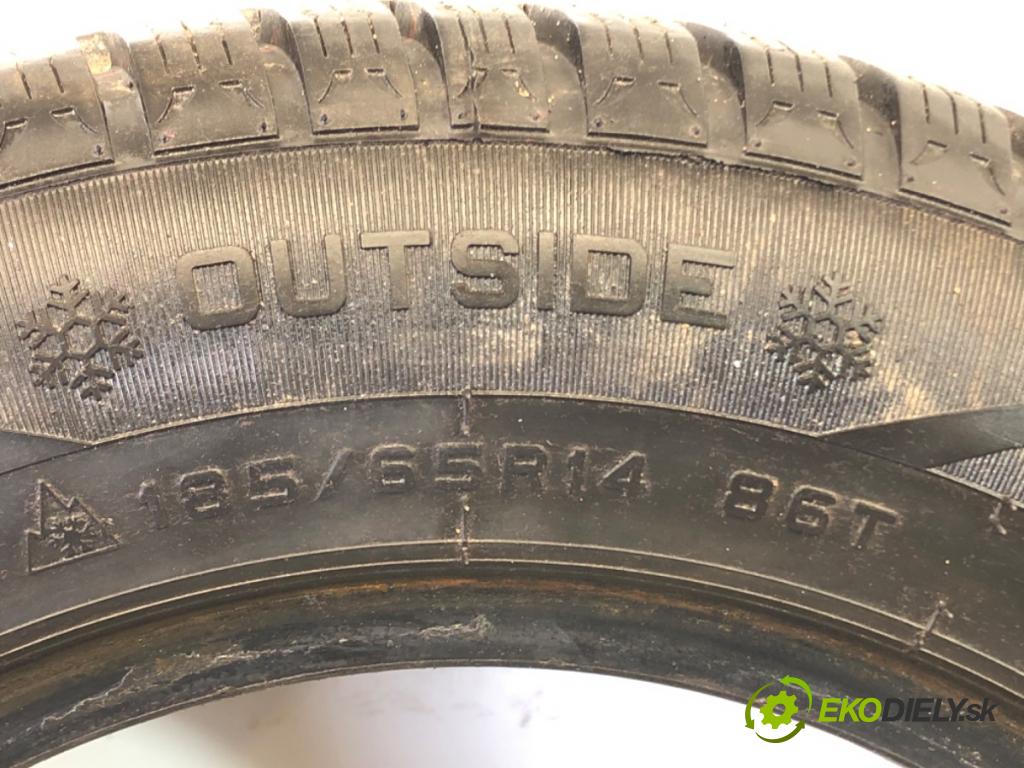 OUTSIDE
185/65R14 86T
EKODIELY.sk